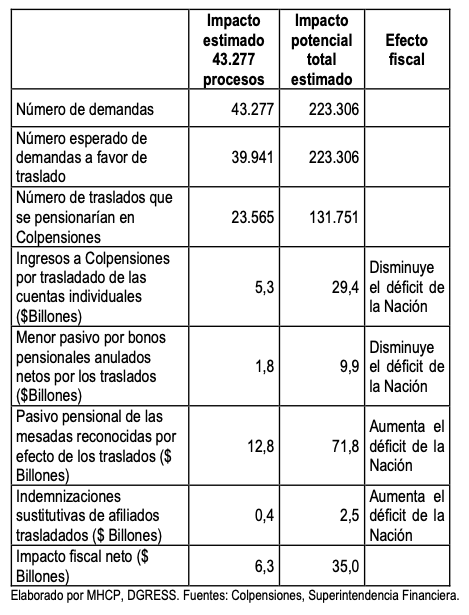 Impacto estimado 43.277 procesos
Impacto potencial total estimado
Efecto fiscal
Número de demandas 43.277 223.306
Número esperado de demandas a favor de traslado 39.941 223.306
Número de traslados que se pensionarían en Colpensiones 23.565 131.751
Ingresos a Colpensiones por trasladado de las cuentas individuales ($Billones) 5,3 29,4 Disminuye el déficit de la Nación
Menor pasivo por bonos pensionales anulados netos por los traslados ($Billones) 1,8 9,9 Disminuye el déficit de la Nación
Pasivo pensional de las mesadas reconocidas por efecto de los traslados ($ Billones) 12,8 71,8 Aumenta el déficit de la Nación
Indemnizaciones sustitutivas de afiliados trasladados ($ Billones) 0,4 2,5 Aumenta el déficit de la Nación
Impacto fiscal neto ($ Billones) 6,3 35,0
Elaborado por MHCP, DGRESS. Fuentes: Colpensiones, Superintendencia Financiera.